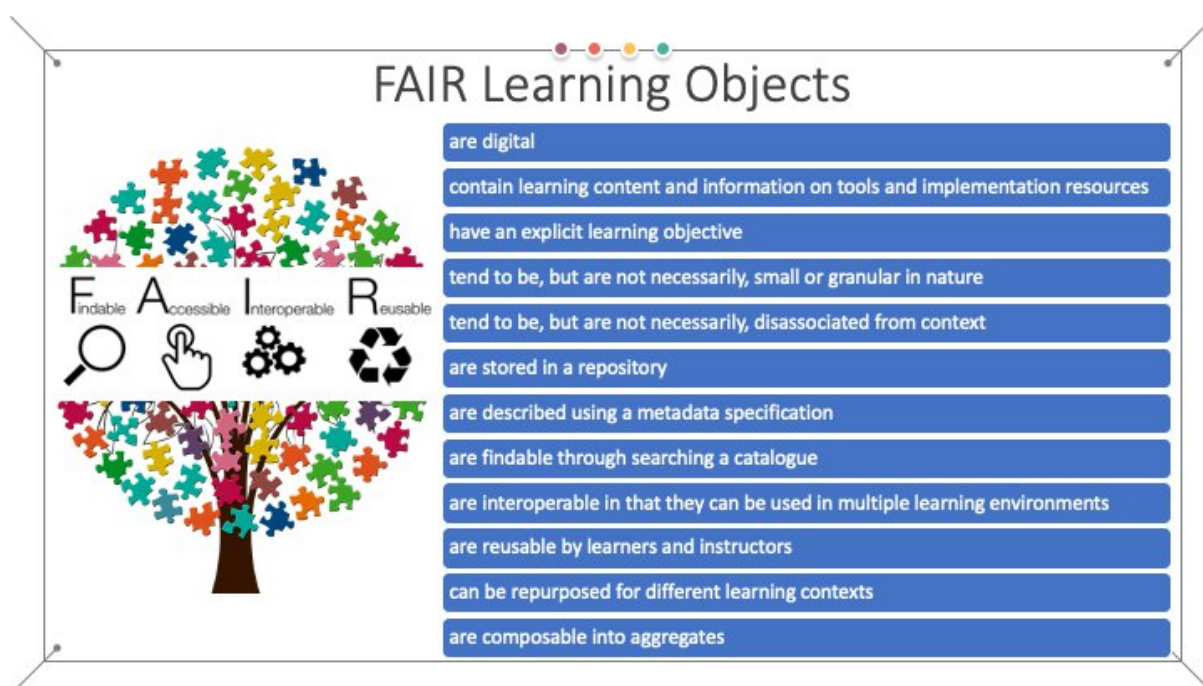 FAIR Learning Objects
are digital
contain learning content and information on tools and implementation resources
have an explicit learning objective
tend to be, but are not necessarily, small or granular in nature
Findable Accessible Interoperable Reusable
tend to be, but are not necessarily, disassociated from context
are stored in a repository
are described using a metadata specification
are findable through searching a catalogue
are interoperable in that they can be used in multiple learning environments
are reusable by learners and instructors
can be repurposed for different learning contexts
are composable into aggregates